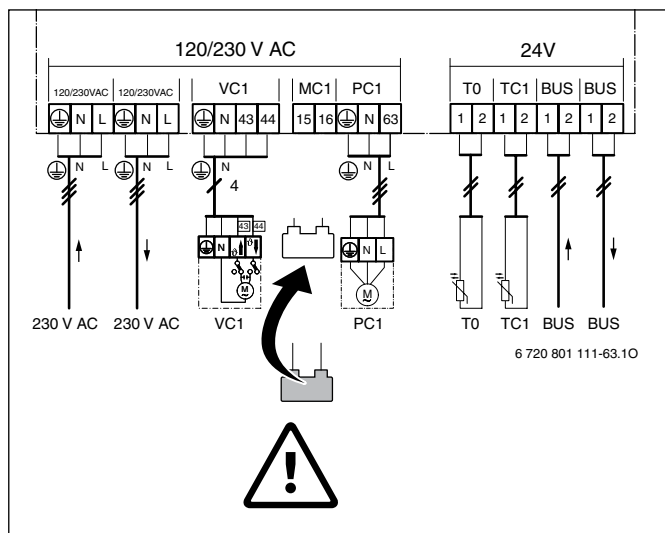 120/230 V AC 24V
120/230VAC 120/230VAC VC1 MC1 PC1 T0 TC1 BUS BUS
N L N L N 43 44 15 16 N 63 1 2 1 2 1 2 1 2
N L N L N N L
4
43 44
N N L
M M
230 V AC 230 V AC VC1 PC1 T0 TC1 BUS BUS
6 720 801 111-63.1O
!